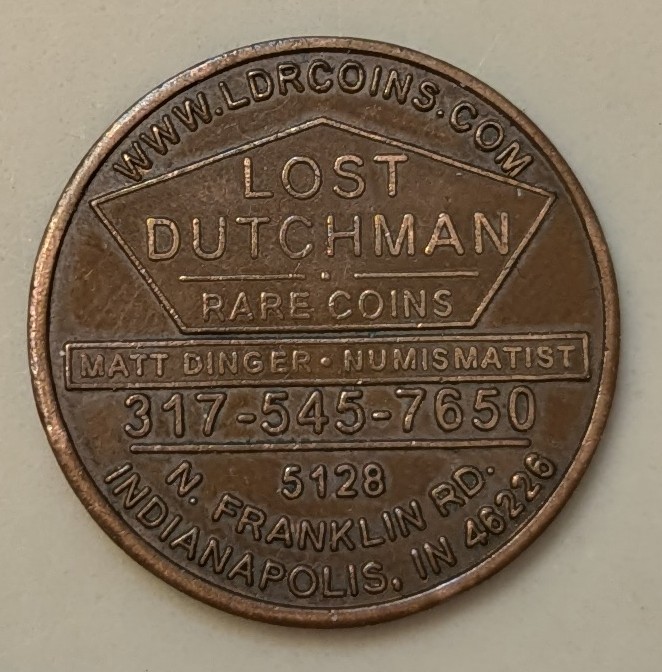 WWW.LDRCOINS.COM
LOST
DUTCHMAN
RARE COINS
MATT DINGER · NUMISMATIST
317-545-7650
5128
N. FRANKLIN RD.
INDIANAPOLIS, IN 46226